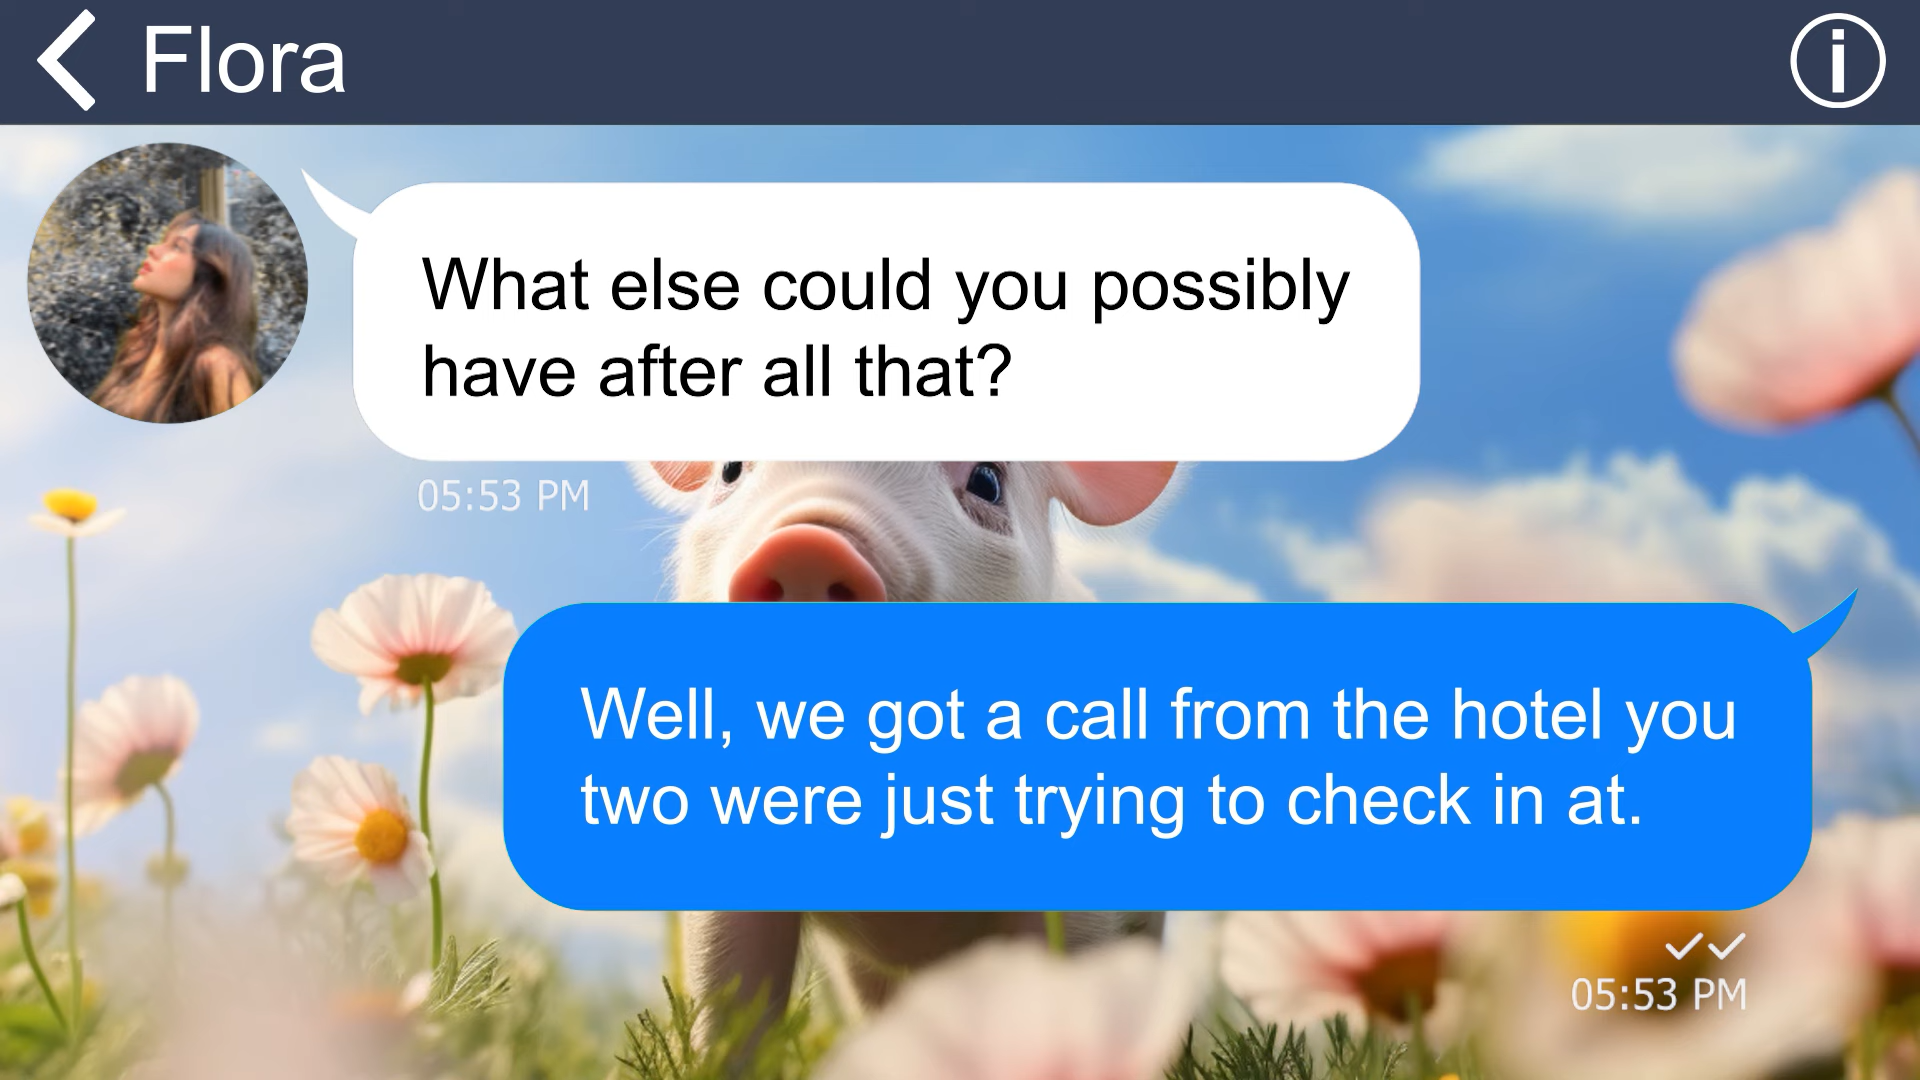 Flora
What else could you possibly
have after all that?
05:53 PM
Well, we got a call from the hotel you
two were just trying to check in at.
05:53 PM